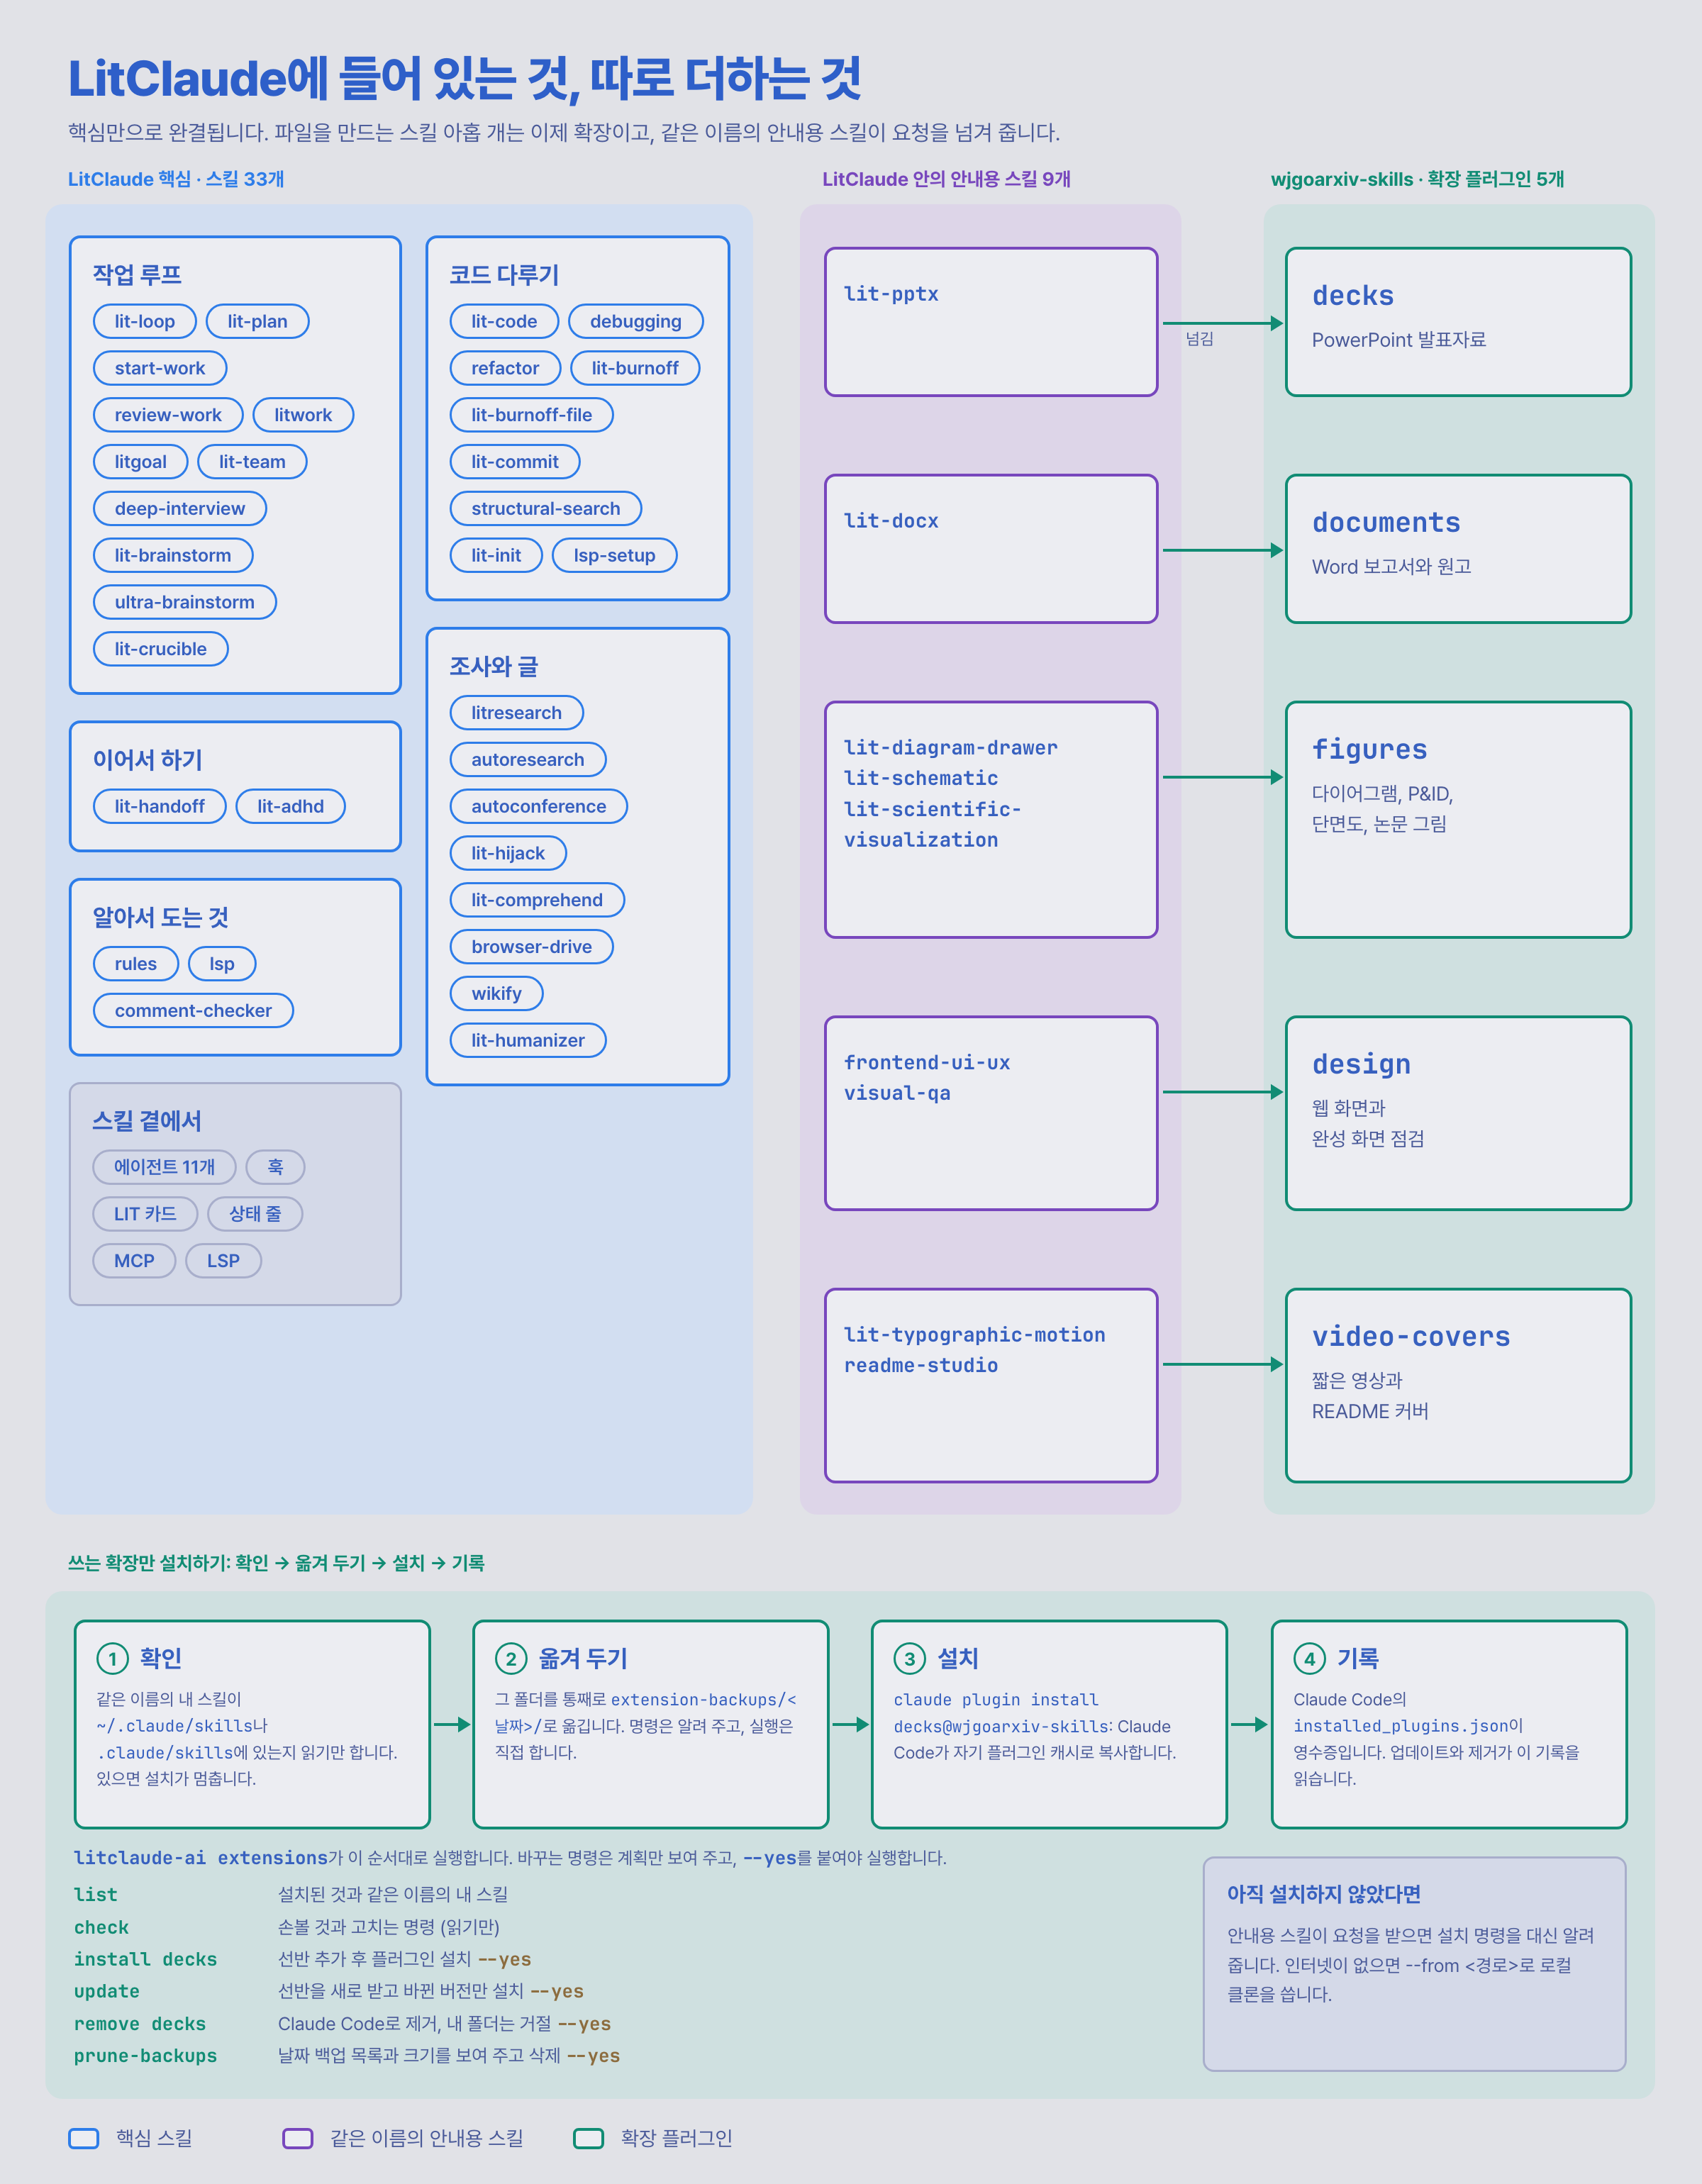 LitClaude에 들어 있는 것, 따로 더하는 것
핵심만으로 완결됩니다. 파일을 만드는 스킬 아홉 개는 이제 확장이고, 같은 이름의 안내용 스킬이 요청을 넘겨 줍니다.
LitClaude 핵심 · 스킬 33개
작업 루프
lit-loop
lit-plan
start-work
review-work
litwork
litgoal
lit-team
deep-interview
lit-brainstorm
ultra-brainstorm
lit-crucible
이어서 하기
lit-handoff
lit-adhd
알아서 도는 것
rules
lsp
comment-checker
스킬 곁에서
에이전트 11개
훅
LIT 카드
상태 줄
MCP
LSP
코드 다루기
lit-code
debugging
refactor
lit-burnoff
lit-burnoff-file
lit-commit
structural-search
lit-init
lsp-setup
조사와 글
litresearch
autoresearch
autoconference
lit-hijack
lit-comprehend
browser-drive
wikify
lit-humanizer
LitClaude 안의 안내용 스킬 9개
wjgoarxiv-skills · 확장 플러그인 5개
lit-pptx
넘김
decks
PowerPoint 발표자료
lit-docx
documents
Word 보고서와 원고
lit-diagram-drawer
lit-schematic
lit-scientific-
visualization
figures
다이어그램, P&ID,
단면도, 논문 그림
frontend-ui-ux
visual-qa
design
웹 화면과
완성 화면 점검
lit-typographic-motion
readme-studio
video-covers
짧은 영상과
README 커버
쓰는 확장만 설치하기: 확인 → 옮겨 두기 → 설치 → 기록
1 확인
같은 이름의 내 스킬이
~/.claude/skills나
.claude/skills에 있는지 읽기만 합니다.
있으면 설치가 멈춥니다.
2 옮겨 두기
그 폴더를 통째로 extension-backups/<
날짜>/로 옮깁니다. 명령은 알려 주고, 실행은
직접 합니다.
3 설치
claude plugin install
decks@wjgoarxiv-skills: Claude
Code가 자기 플러그인 캐시로 복사합니다.
4 기록
Claude Code의
installed_plugins.json이
영수증입니다. 업데이트와 제거가 이 기록을
읽습니다.
litclaude-ai extensions가 이 순서대로 실행합니다. 바꾸는 명령은 계획만 보여 주고, --yes를 붙여야 실행합니다.
list 설치된 것과 같은 이름의 내 스킬
check 손볼 것과 고치는 명령 (읽기만)
install decks 선반 추가 후 플러그인 설치 --yes
update 선반을 새로 받고 바뀐 버전만 설치 --yes
remove decks Claude Code로 제거, 내 폴더는 거절 --yes
prune-backups 날짜 백업 목록과 크기를 보여 주고 삭제 --yes
아직 설치하지 않았다면
안내용 스킬이 요청을 받으면 설치 명령을 대신 알려
줍니다. 인터넷이 없으면 --from <경로>로 로컬
클론을 씁니다.
핵심 스킬
같은 이름의 안내용 스킬
확장 플러그인